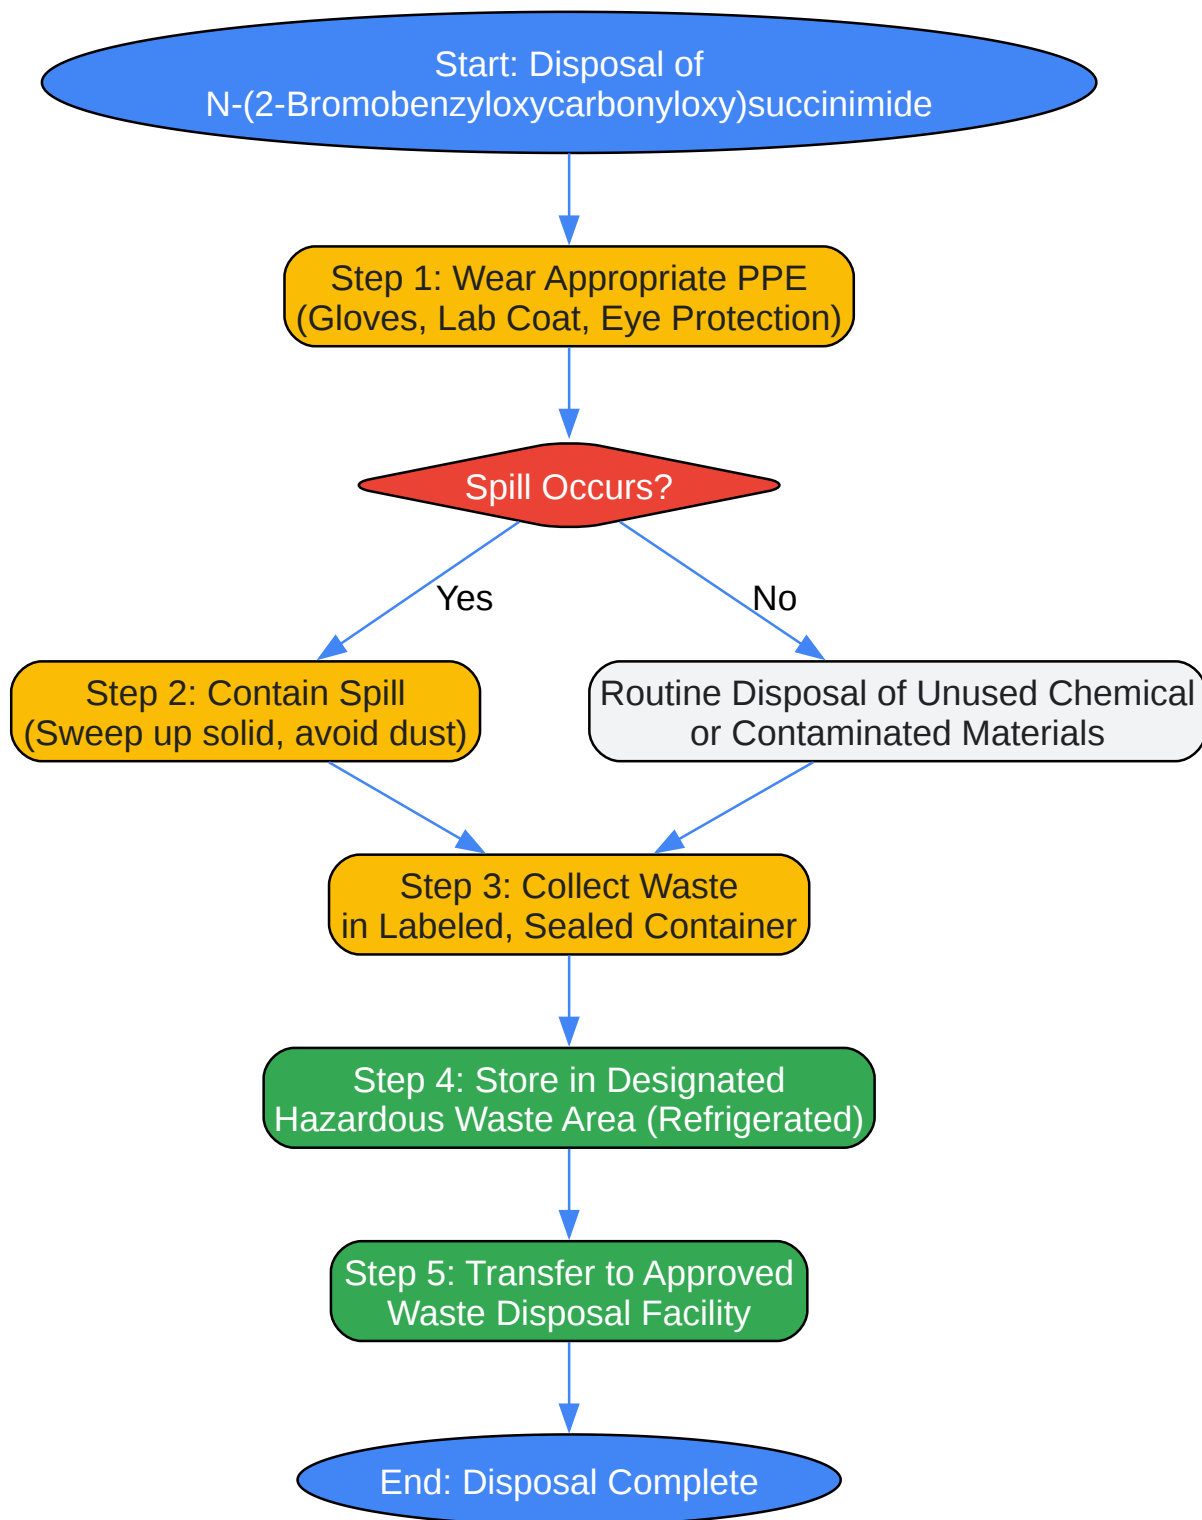 Start: Disposal of
N-(2-Bromobenzyloxycarbonyloxy)succinimide
Step 1: Wear Appropriate PPE
(Gloves, Lab Coat, Eye Protection)
Spill Occurs?
Yes
No
Step 2: Contain Spill
(Sweep up solid, avoid dust)
Routine Disposal of Unused Chemical
or Contaminated Materials
Step 3: Collect Waste
in Labeled, Sealed Container
Step 4: Store in Designated
Hazardous Waste Area (Refrigerated)
Step 5: Transfer to Approved
Waste Disposal Facility
End: Disposal Complete